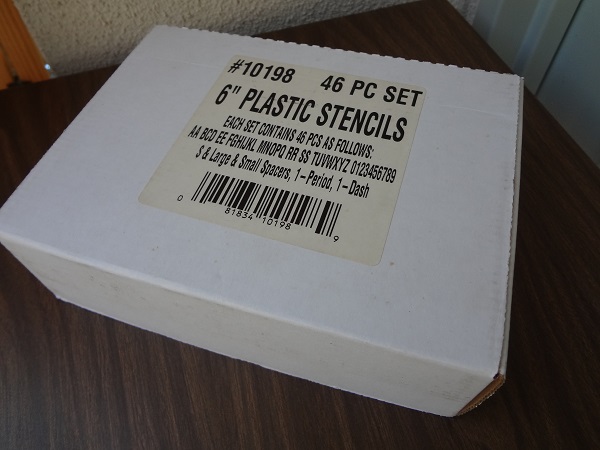 #10198 46 PC SET
6" PLASTIC STENCILS
EACH SET CONTAINS 46 PCS AS FOLLOWS:
AA BCD EE FGHIJKL MNOPQ RR SS TUVWXYZ 0123456789
$ & Large & Small Spacers, 1-Period, 1-Dash
0 81834 10198 9